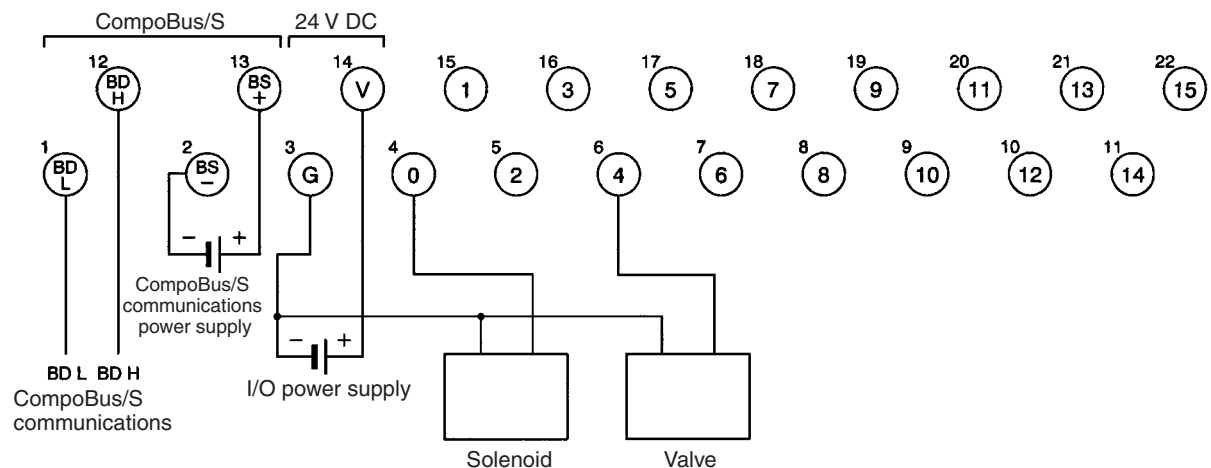 CompoBus/S 24 V DC
12 13 14 15 16 17 18 19 20 21 22
BD H BS + V 1 3 5 7 9 11 13 15
1 2 3 4 5 6 7 8 9 10 11
BD L BS – G 0 2 4 6 8 10 12 14
– +
CompoBus/S
communications
power supply
– +
I/O power supply
BD L BD H
CompoBus/S
communications
Solenoid Valve